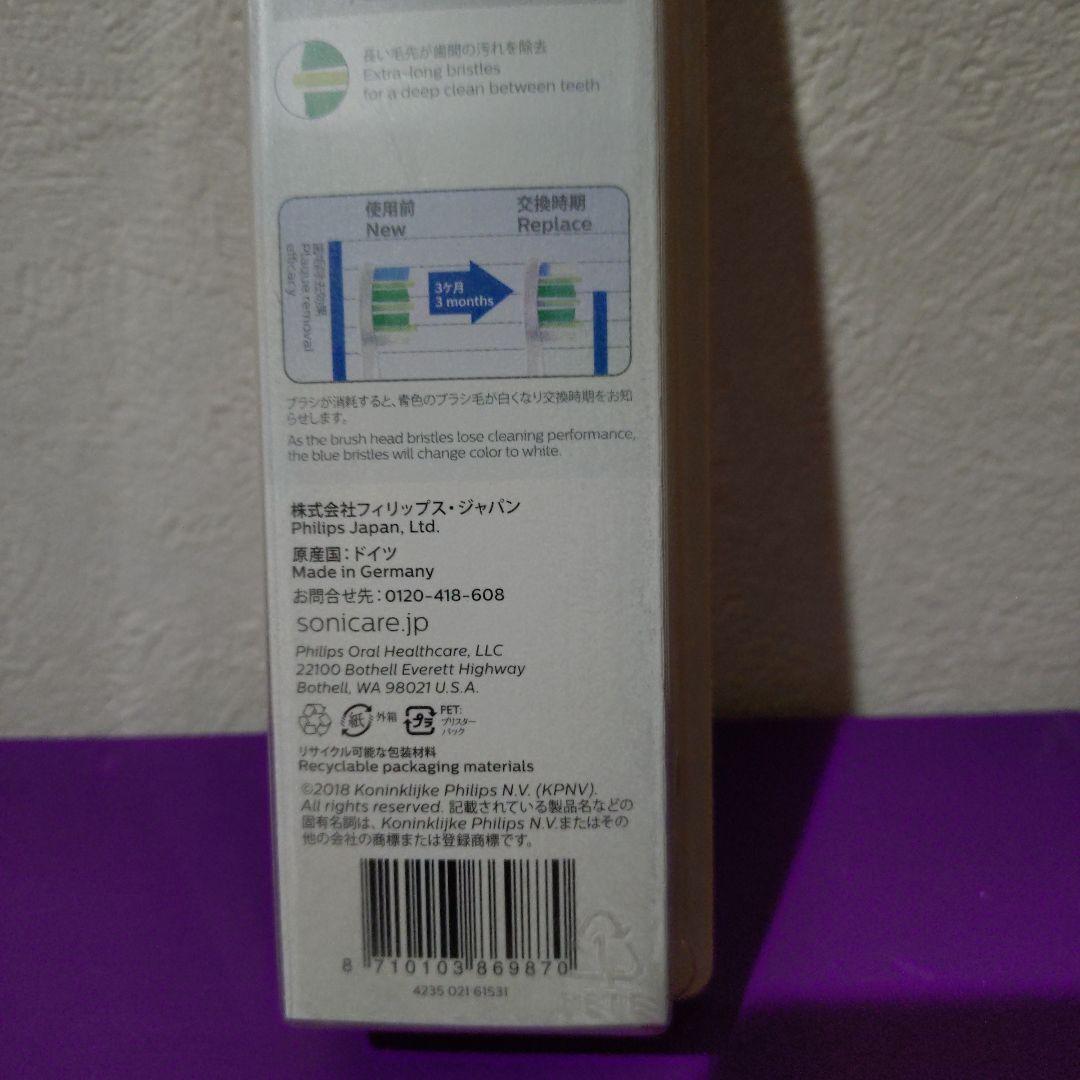 長い毛先が歯間の汚れを除去
Extra-long bristles
for a deep clean between teeth
使用前
New
交換時期
Replace
plaque removal
efficacy
3ケ月
3 months
ブラシが消耗すると、青色のブラシ毛が白くなり交換時期をお知
らせします。
As the brush head bristles lose cleaning performance,
the blue bristles will change color to white.
株式会社フィリップス・ジャパン
Philips Japan, Ltd.
原産国：ドイツ
Made in Germany
お問合せ先：0120-418-608
sonicare.jp
Philips Oral Healthcare, LLC
22100 Bothell Everett Highway
Bothell, WA 98021 U.S.A.
紙 外箱 プラ PET:
ブリスター
パック
リサイクル可能な包装材料
Recyclable packaging materials
©2018 Koninklijke Philips N.V. (KPNV).
All rights reserved. 記載されている製品名などの
固有名詞は、Koninklijke Philips N.V.またはその
他の会社の商標または登録商標です。
8 710103 869870
4235 021 61531
1